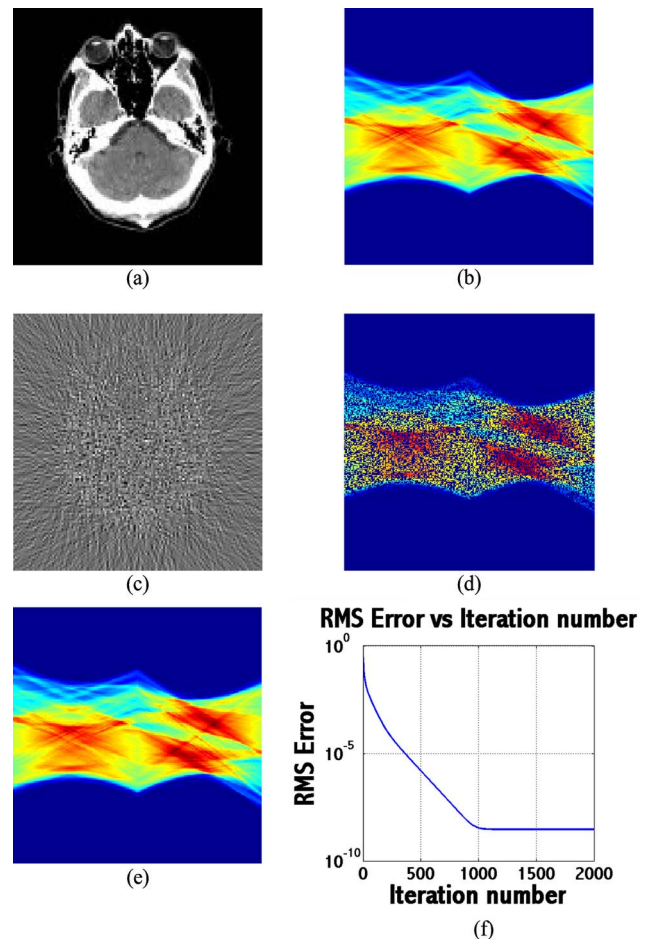 (a)
(b)
(c)
(d)
(e)
RMS Error vs Iteration number
10^0
10^-5
10^-10
RMS Error
0 500 1000 1500 2000
Iteration number
(f)